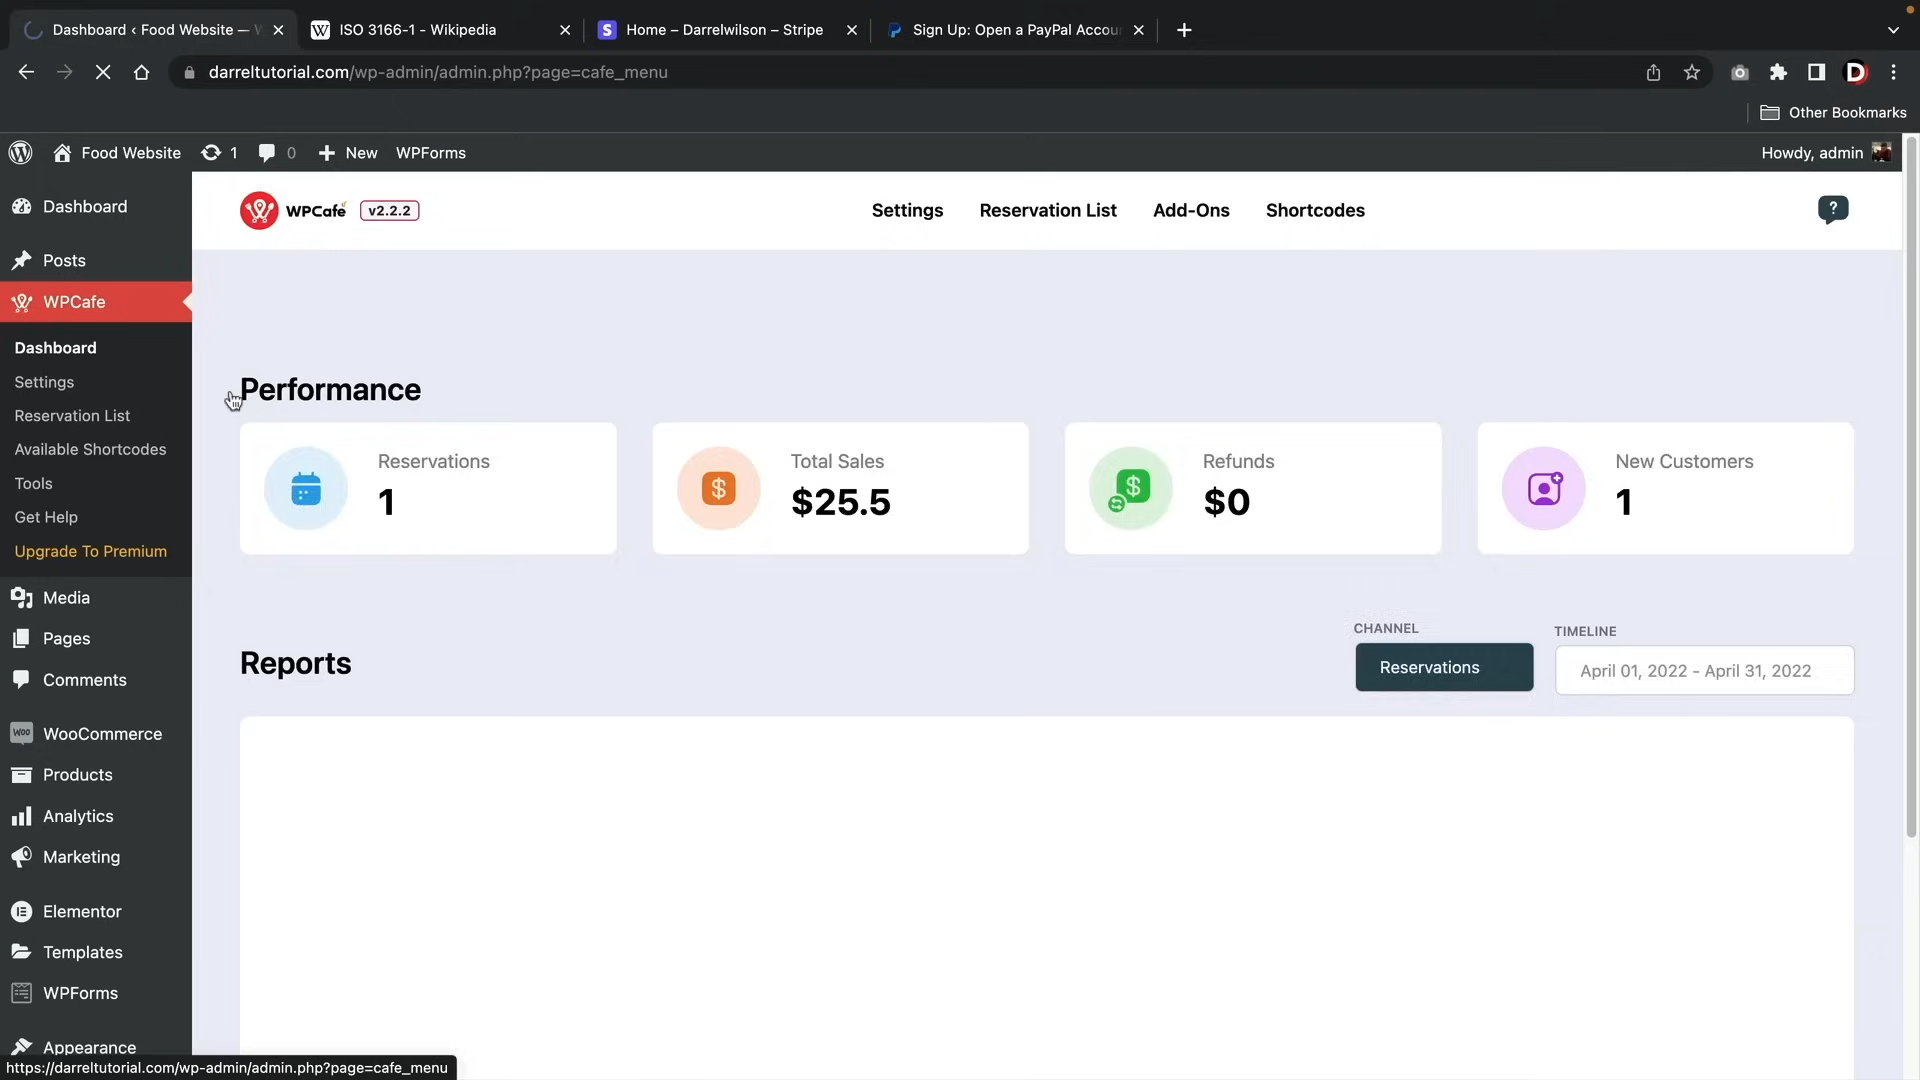 Dashboard ‹ Food Website —
ISO 3166-1 - Wikipedia
Home – Darrelwilson – Stripe
Sign Up: Open a PayPal Accou
darreltutorial.com/wp-admin/admin.php?page=cafe_menu
Other Bookmarks
Food Website
1
0
New
WPForms
Howdy, admin
Dashboard
Posts
WPCafe
Dashboard
Settings
Reservation List
Available Shortcodes
Tools
Get Help
Upgrade To Premium
Media
Pages
Comments
WooCommerce
Products
Analytics
Marketing
Elementor
Templates
WPForms
Appearance
WPCafe
v2.2.2
Settings
Reservation List
Add-Ons
Shortcodes
?
Performance
Reservations
1
Total Sales
$25.5
Refunds
$0
New Customers
1
Reports
CHANNEL
Reservations
TIMELINE
April 01, 2022 - April 31, 2022
https://darreltutorial.com/wp-admin/admin.php?page=cafe_menu